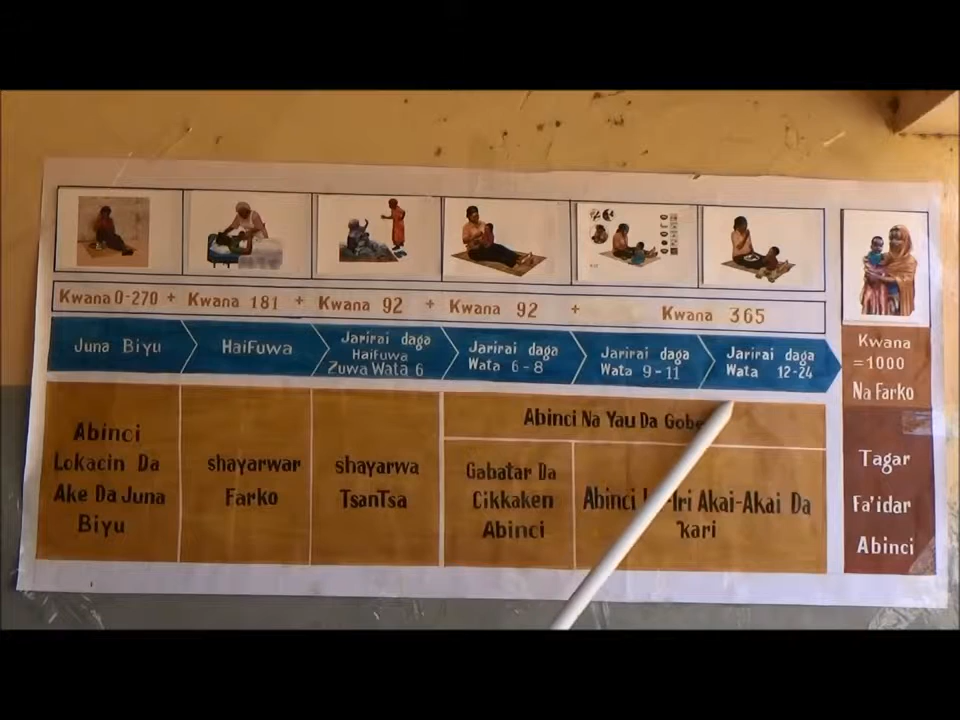 Kwana 0-270 + Kwana 181 + Kwana 92 + Kwana 92 + Kwana 365
Juna Biyu
Haifuwa
Jarirai daga
Haifuwa
Zuwa Wata 6
Jarirai daga
Wata 6-8
Jarirai daga
Wata 9-11
Jarirai daga
Wata 12-24
Kwana
=1000
Na Farko
Abinci
Lokacin Da
Ake Da Juna
Biyu
shayarwar
Farko
shayarwa
TsanTsa
Abinci Na Yau Da
Gabatar Da
Cikkaken
Abinci
Abinci Iri Akai-Akai Da
Ƙari
Tagar
Fa'idar
Abinci